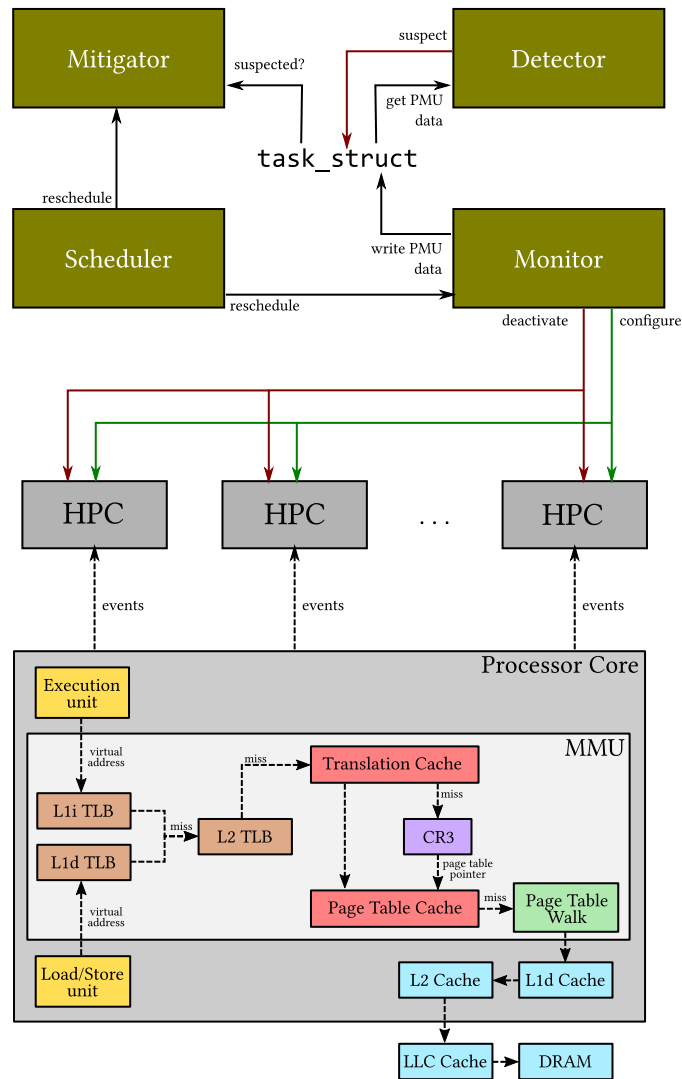 Mitigator
suspected?
suspect
Detector
get PMU
data
task_struct
reschedule
Scheduler
write PMU
data
Monitor
reschedule
deactivate
configure
HPC
HPC
. . .
HPC
events
events
events
Processor Core
Execution
unit
MMU
virtual
address
miss
Translation Cache
miss
L1i TLB
miss
L2 TLB
CR3
L1d TLB
page table
pointer
miss
Page Table
Walk
Page Table Cache
virtual
address
Load/Store
unit
L2 Cache
L1d Cache
LLC Cache
DRAM